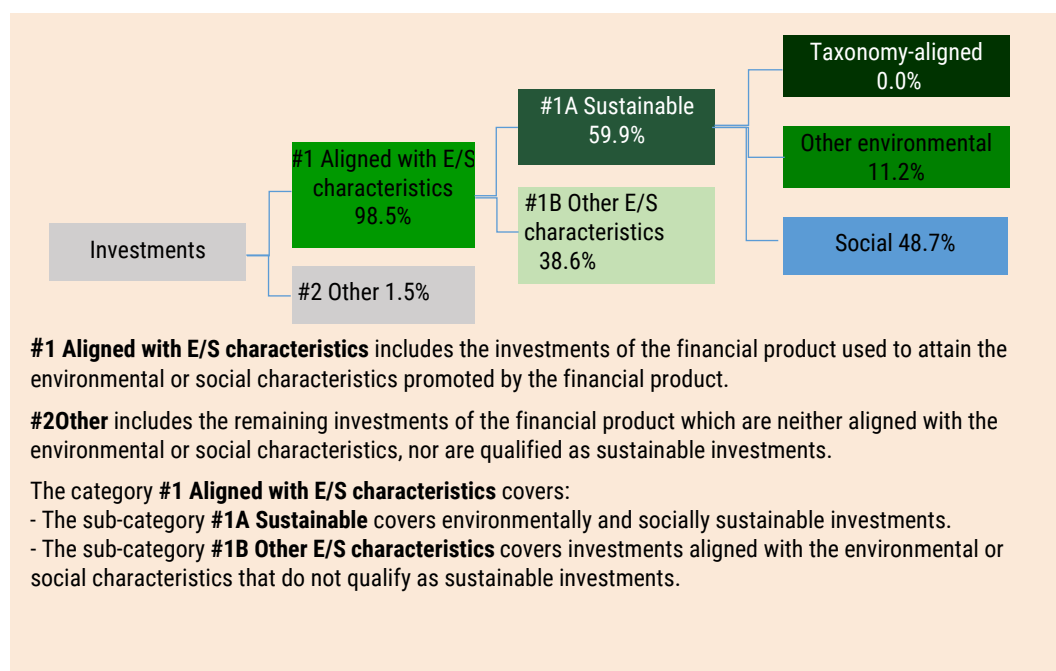 Taxonomy-aligned
0.0%
#1A Sustainable
59.9%
Other environmental
11.2%
#1 Aligned with E/S
characteristics
98.5%
#1B Other E/S
characteristics
38.6%
Social 48.7%
Investments
#2 Other 1.5%
#1 Aligned with E/S characteristics includes the investments of the financial product used to attain the
environmental or social characteristics promoted by the financial product.
#2Other includes the remaining investments of the financial product which are neither aligned with the
environmental or social characteristics, nor are qualified as sustainable investments.
The category #1 Aligned with E/S characteristics covers:
- The sub-category #1A Sustainable covers environmentally and socially sustainable investments.
- The sub-category #1B Other E/S characteristics covers investments aligned with the environmental or
social characteristics that do not qualify as sustainable investments.